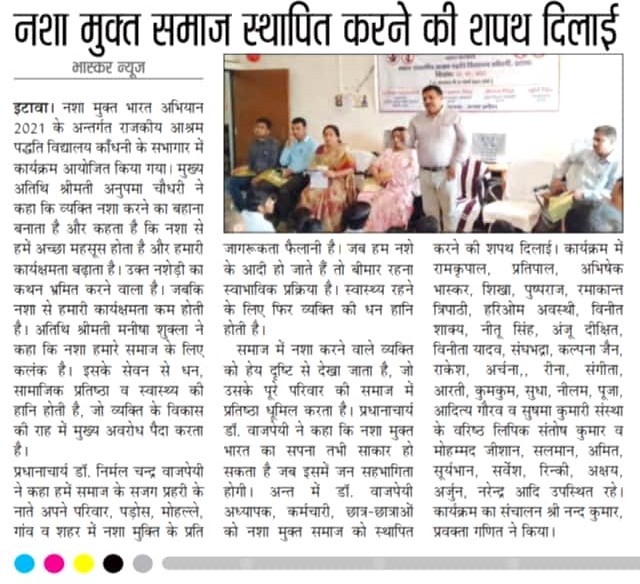 नशा मुक्त समाज स्थापित करने की शपथ दिलाई
भास्कर न्यूज
इटावा। नशा मुक्त भारत अभियान
2021 के अन्तर्गत राजकीय आश्रम
पद्धति विद्यालय काँधनी के सभागार में
कार्यक्रम आयोजित किया गया। मुख्य
अतिथि श्रीमती अनुपमा चौधरी ने
कहा कि व्यक्ति नशा करने का बहाना
बनाता है और कहता है कि नशा से
हमें अच्छा महसूस होता है और हमारी
कार्यक्षमता बढ़ाता है। उक्त नशेड़ी का
कथन भ्रमित करने वाला है। जबकि
नशा से हमारी कार्यक्षमता कम होती
है। अतिथि श्रीमती मनीषा शुक्ला ने
कहा कि नशा हमारे समाज के लिए
कलंक है। इसके सेवन से धन,
सामाजिक प्रतिष्ठा व स्वास्थ्य की
हानि होती है, जो व्यक्ति के विकास
की राह में मुख्य अवरोध पैदा करता
है।
प्रधानाचार्य डॉ. निर्मल चन्द्र वाजपेयी
ने कहा हमें समाज के सजग प्रहरी के
नाते अपने परिवार, पड़ोस, मोहल्ले,
गांव व शहर में नशा मुक्ति के प्रति
जागरूकता फैलानी है। जब हम नशे
के आदी हो जाते हैं तो बीमार रहना
स्वाभाविक प्रक्रिया है। स्वास्थ्य रहने
के लिए फिर व्यक्ति की धन हानि
होती है।
समाज में नशा करने वाले व्यक्ति
को हेय दृष्टि से देखा जाता है, जो
उसके पूरे परिवार की समाज में
प्रतिष्ठा धूमिल करता है। प्रधानाचार्य
डॉ. वाजपेयी ने कहा कि नशा मुक्त
भारत का सपना तभी साकार हो
सकता है जब इसमें जन सहभागिता
होगी। अन्त में डॉ. वाजपेयी
अध्यापक, कर्मचारी, छात्र-छात्राओं
को नशा मुक्त समाज को स्थापित
करने की शपथ दिलाई। कार्यक्रम में
रामकृपाल, प्रतिपाल, अभिषेक
भास्कर, शिखा, पुष्पराज, रमाकान्त
त्रिपाठी, हरिओम अवस्थी, विनीत
शाक्य, नीतू सिंह, अंजू दीक्षित,
विनीता यादव, संघभद्रा, कल्पना जैन,
राकेश, अर्चना,, रीना, संगीता,
आरती, कुमकुम, सुधा, नीलम, पूजा,
आदित्य गौरव व सुषमा कुमारी संस्था
के वरिष्ठ लिपिक संतोष कुमार व
मोहम्मद जीशान, सलमान, अमित,
सूर्यभान, सर्वेश, रिन्की, अक्षय,
अर्जुन, नरेन्द्र आदि उपस्थित रहे।
कार्यक्रम का संचालन श्री नन्द कुमार,
प्रवक्ता गणित ने किया।